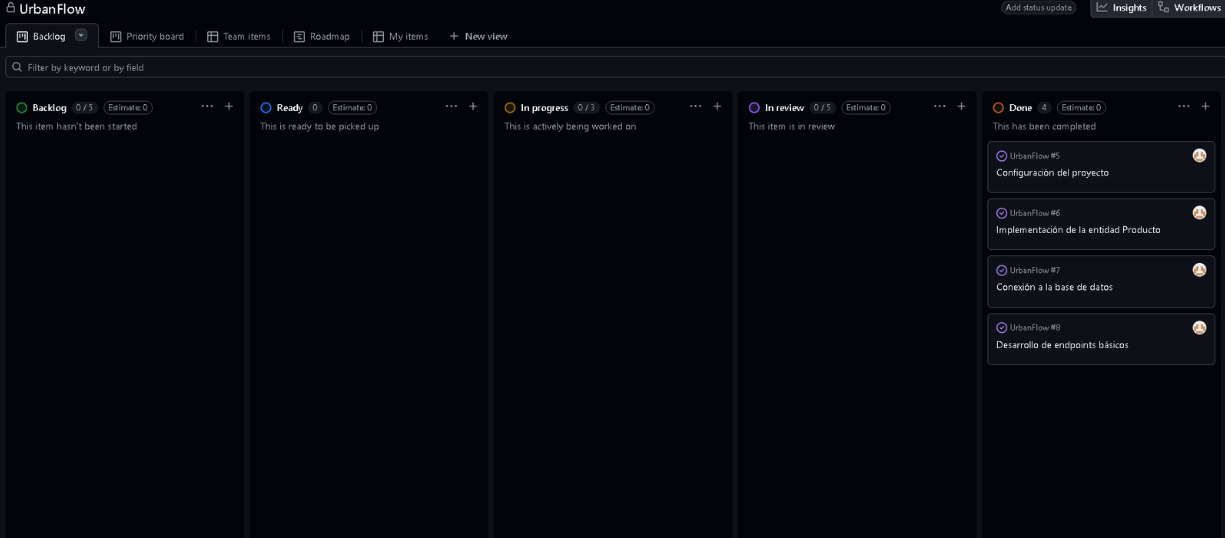 UrbanFlow
Add status update
Insights
Workflows
Backlog
Priority board
Team items
Roadmap
My items
New view
Filter by keyword or by field
Backlog 0 / 5 Estimate: 0
This item hasn't been started
Ready 0 Estimate: 0
This is ready to be picked up
In progress 0 / 3 Estimate: 0
This is actively being worked on
In review 0 / 5 Estimate: 0
This item is in review
Done 4 Estimate: 0
This has been completed
UrbanFlow #5
Configuración del proyecto
UrbanFlow #6
Implementación de la entidad Producto
UrbanFlow #7
Conexión a la base de datos
UrbanFlow #8
Desarrollo de endpoints básicos